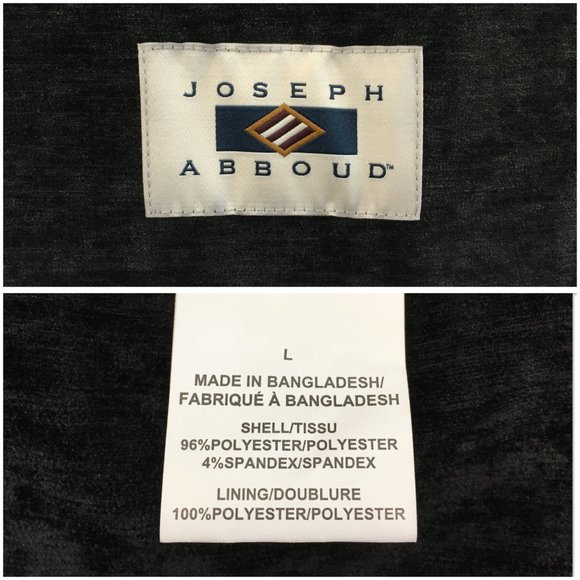 JOSEPH
ABBOUD™
L
MADE IN BANGLADESH/
FABRIQUÉ À BANGLADESH
SHELL/TISSU
96%POLYESTER/POLYESTER
4%SPANDEX/SPANDEX
LINING/DOUBLURE
100%POLYESTER/POLYESTER